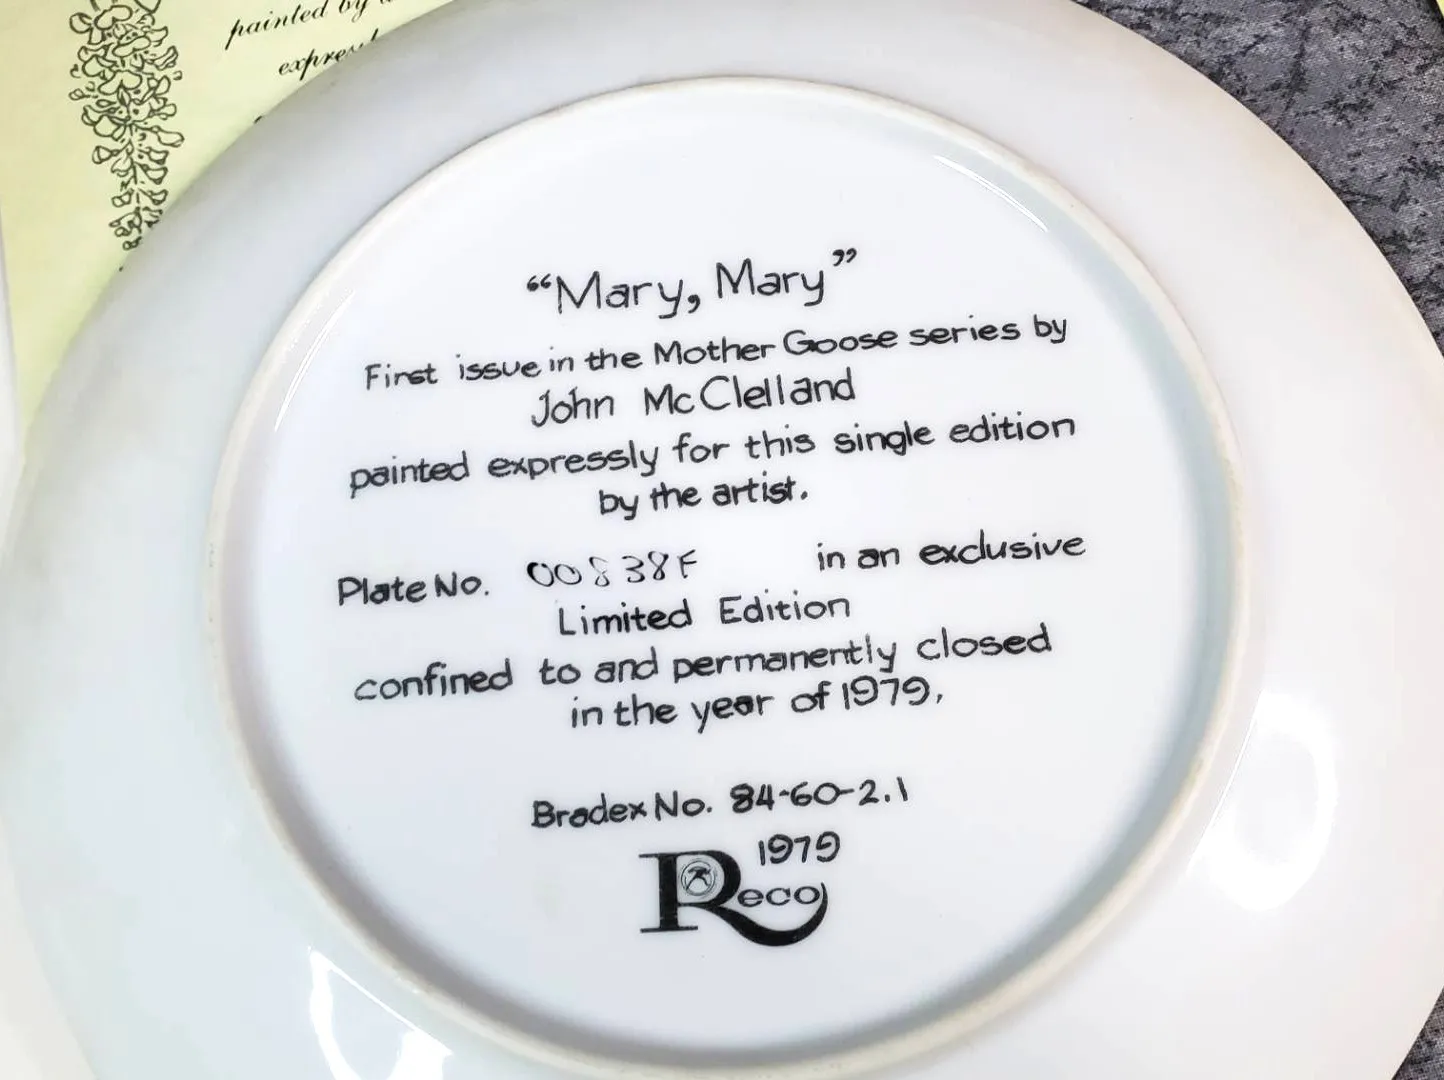 painted by
“Mary, Mary”
First issue in the Mother Goose series by
John McClelland
painted expressly for this single edition
by the artist.
Plate No. 00838F in an exclusive
Limited Edition
confined to and permanently closed
in the year of 1979.
Bradex No. 84-60-2.1
1979
Reco